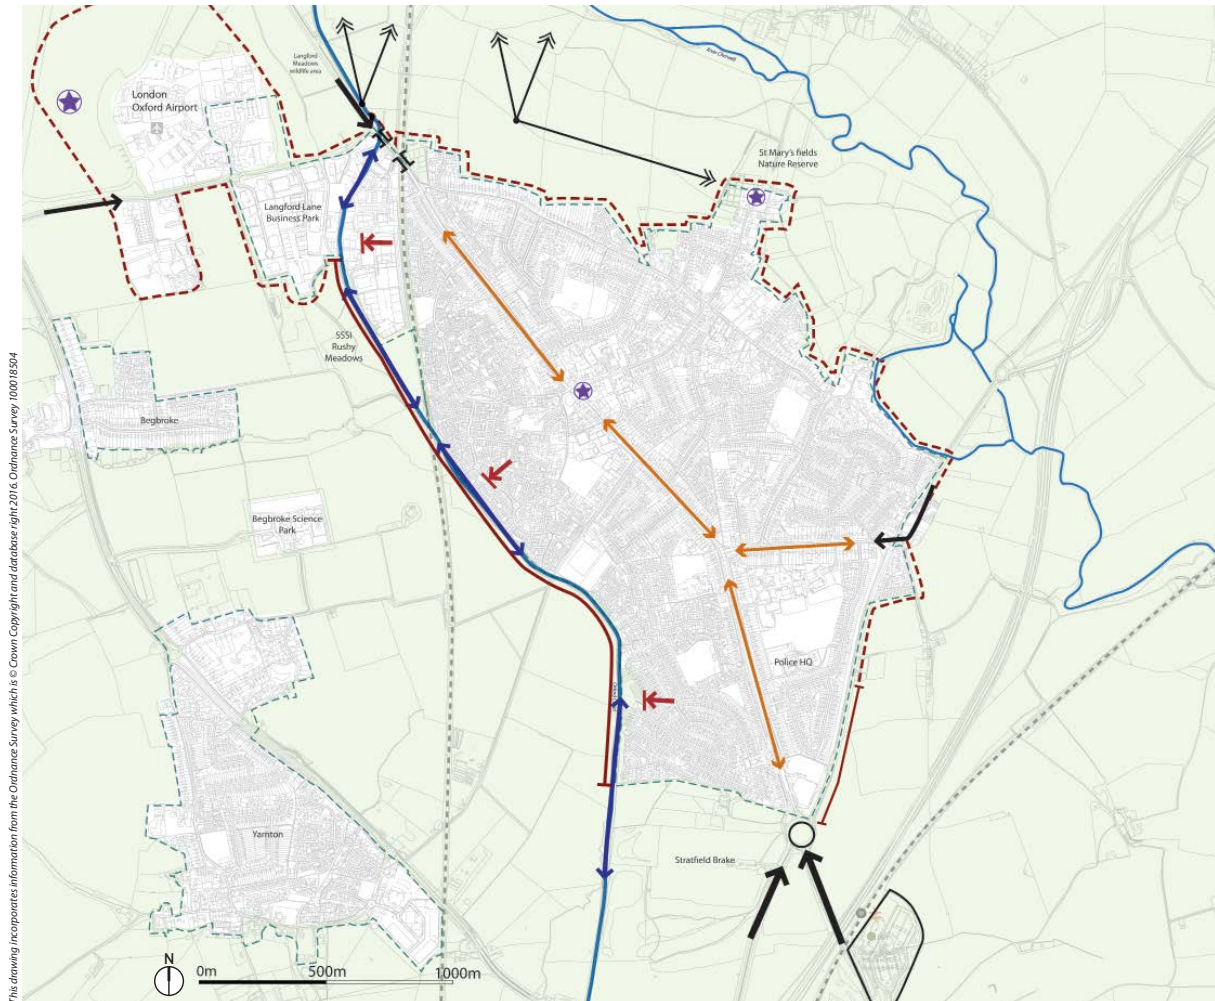 Langford
Meadows
wildlife area
River Cherwell
London
Oxford Airport
St Mary's fields
Nature Reserve
Langford Lane
Business Park
SSSI
Rushy
Meadows
Begbroke
Begbroke Science
Park
Police HQ
Yarnton
Stratfield Brake
N
0m
500m
1000m
This drawing incorporates information from the Ordnance Survey which is © Crown Copyright and database right 2016. Ordnance Survey 100018504